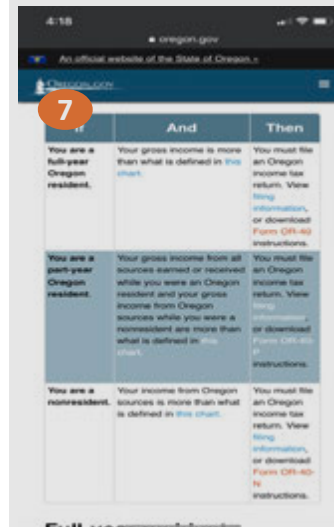 4:18
oregon.gov
An official website of the State of Oregon »
OREGON.GOV
7
If
And
Then
You are a
full-year
Oregon
resident.
Your gross income is more
than what is defined in this
chart.
You must file
an Oregon
income tax
return. View
filing
information,
or download
Form OR-40
instructions.
You are a
part-year
Oregon
resident.
Your gross income from all
sources earned or received
while you were an Oregon
resident and your gross
income from Oregon
sources while you were a
nonresident are more than
what is defined in this
chart.
You must file
an Oregon
income tax
return. View
filing
information,
or download
Form OR-40-
P
instructions.
You are a
nonresident.
Your income from Oregon
sources is more than what
is defined in this chart.
You must file
an Oregon
income tax
return. View
filing
information,
or download
Form OR-40-
N
instructions.